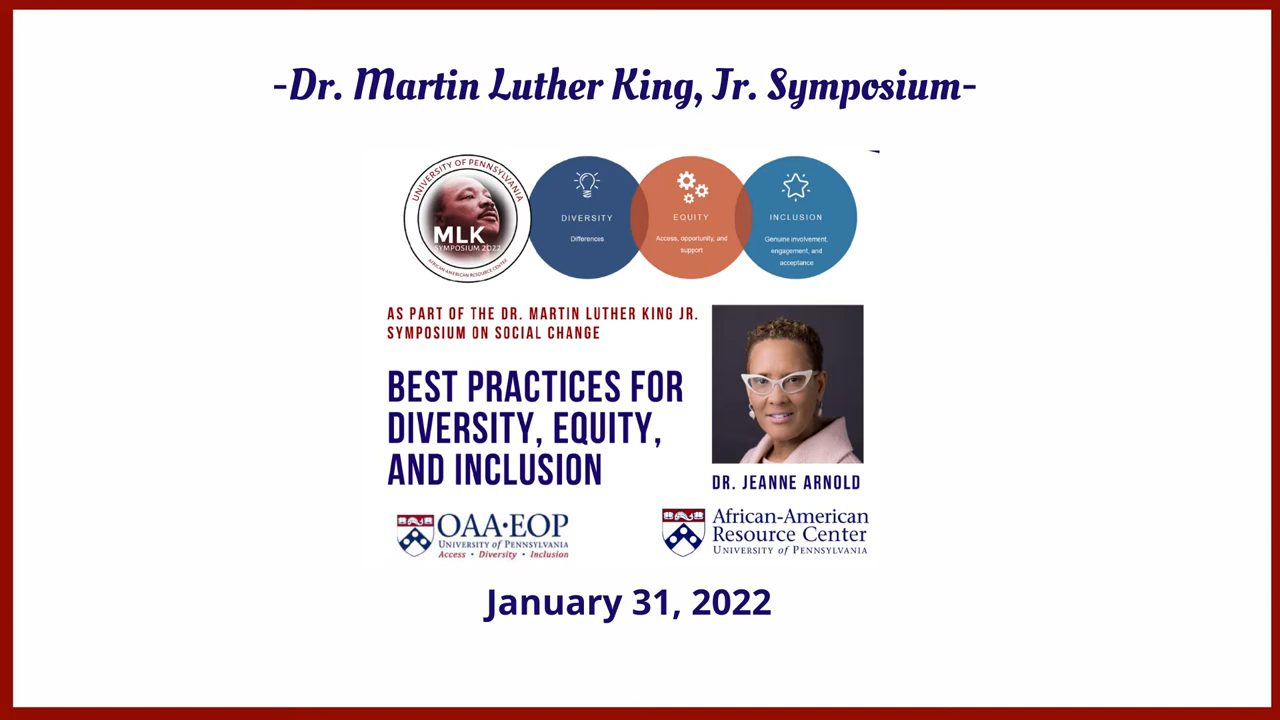 -Dr. Martin Luther King, Jr. Symposium-
UNIVERSITY OF PENNSYLVANIA
MLK
SYMPOSIUM 2022
AFRICAN-AMERICAN RESOURCE CENTER
DIVERSITY
Differences
EQUITY
Access, opportunity, and
support
INCLUSION
Genuine involvement,
engagement, and
acceptance
AS PART OF THE DR. MARTIN LUTHER KING JR.
SYMPOSIUM ON SOCIAL CHANGE
BEST PRACTICES FOR
DIVERSITY, EQUITY,
AND INCLUSION
DR. JEANNE ARNOLD
OAA·EOP
UNIVERSITY of PENNSYLVANIA
Access • Diversity • Inclusion
African-American
Resource Center
UNIVERSITY of PENNSYLVANIA
January 31, 2022